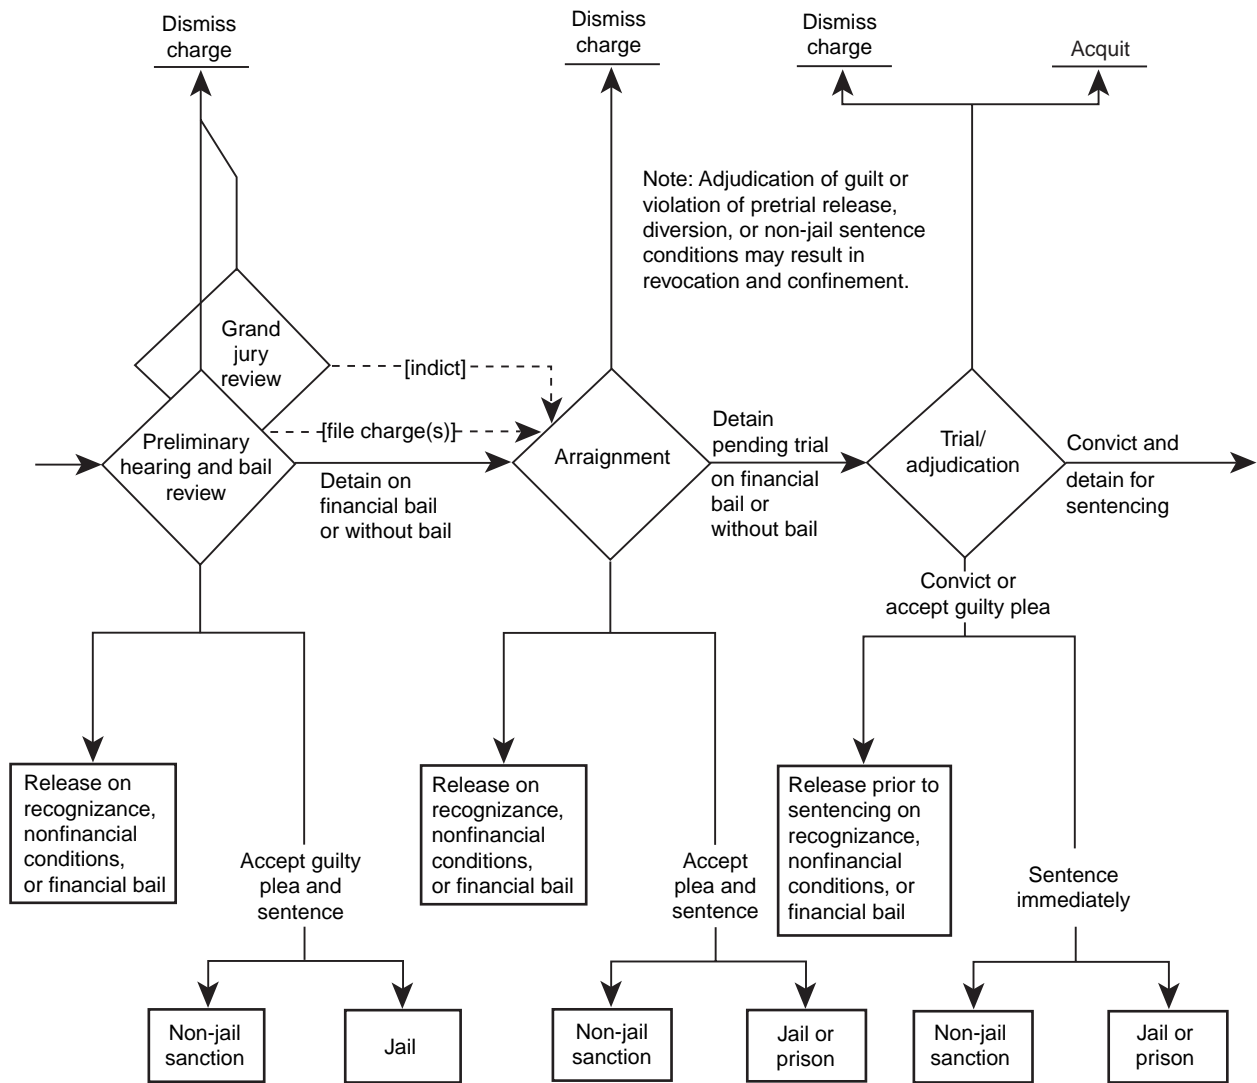 Dismiss
charge
Dismiss
charge
Dismiss
charge
Acquit
Note: Adjudication of guilt or
violation of pretrial release,
diversion, or non-jail sentence
conditions may result in
revocation and confinement.
Grand
jury
review
[indict]
[file charge(s)]
Preliminary
hearing and bail
review
Detain on
financial bail
or without bail
Arraignment
Detain
pending trial
on financial
bail or
without bail
Trial/
adjudication
Convict and
detain for
sentencing
Convict or
accept guilty plea
Release on
recognizance,
nonfinancial
conditions,
or financial bail
Accept guilty
plea and
sentence
Release on
recognizance,
nonfinancial
conditions,
or financial bail
Accept
plea and
sentence
Release prior to
sentencing on
recognizance,
nonfinancial
conditions, or
financial bail
Sentence
immediately
Non-jail
sanction
Jail
Non-jail
sanction
Jail or
prison
Non-jail
sanction
Jail or
prison